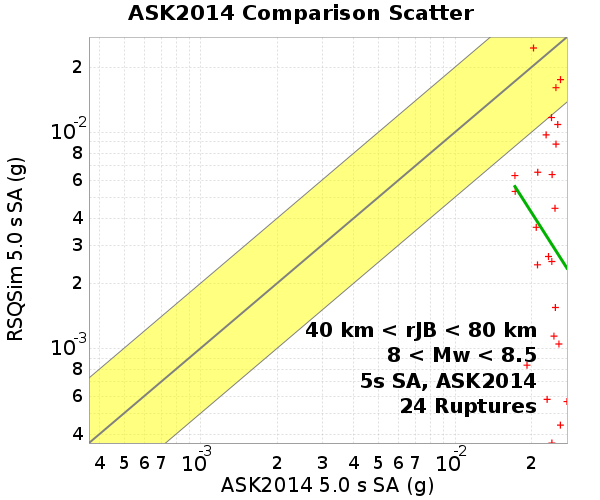 ASK2014 Comparison Scatter
RSQSim 5.0 s SA (g)
2
10-2
8
6
4
3
2
10-3
8
6
4
40 km < rJB < 80 km
8 < Mw < 8.5
5s SA, ASK2014
24 Ruptures
4 5 6 7 10-3 2 3 4 5 6 7 10-2 2
ASK2014 5.0 s SA (g)